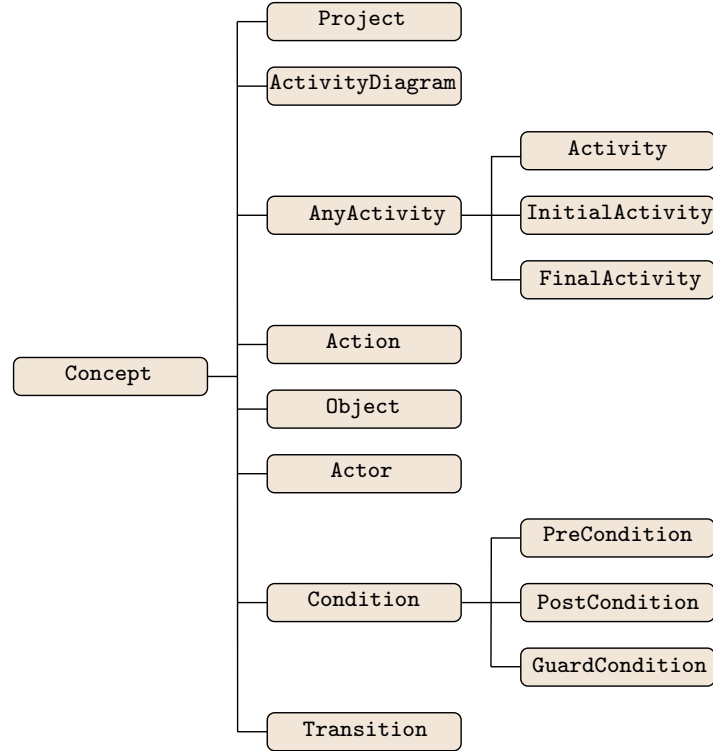 Project
ActivityDiagram
Activity
AnyActivity
InitialActivity
FinalActivity
Action
Concept
Object
Actor
PreCondition
Condition
PostCondition
GuardCondition
Transition